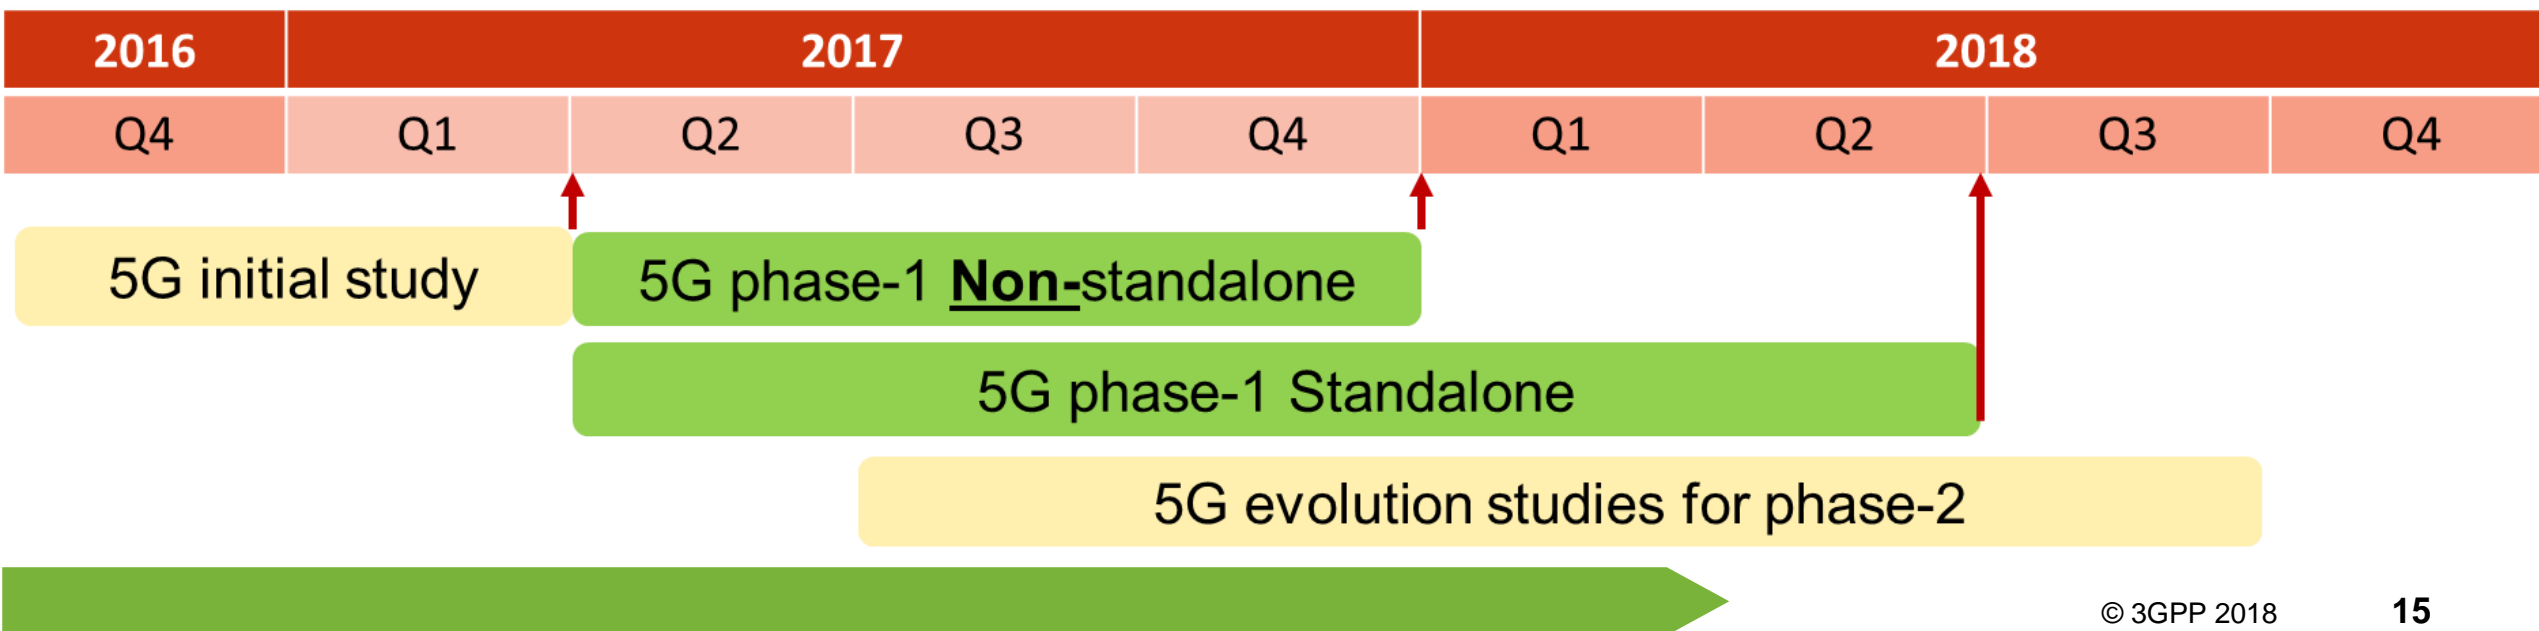 2016 2017 2018
Q4 Q1 Q2 Q3 Q4 Q1 Q2 Q3 Q4
5G initial study
5G phase-1 Non-standalone
5G phase-1 Standalone
5G evolution studies for phase-2
© 3GPP 2018 15